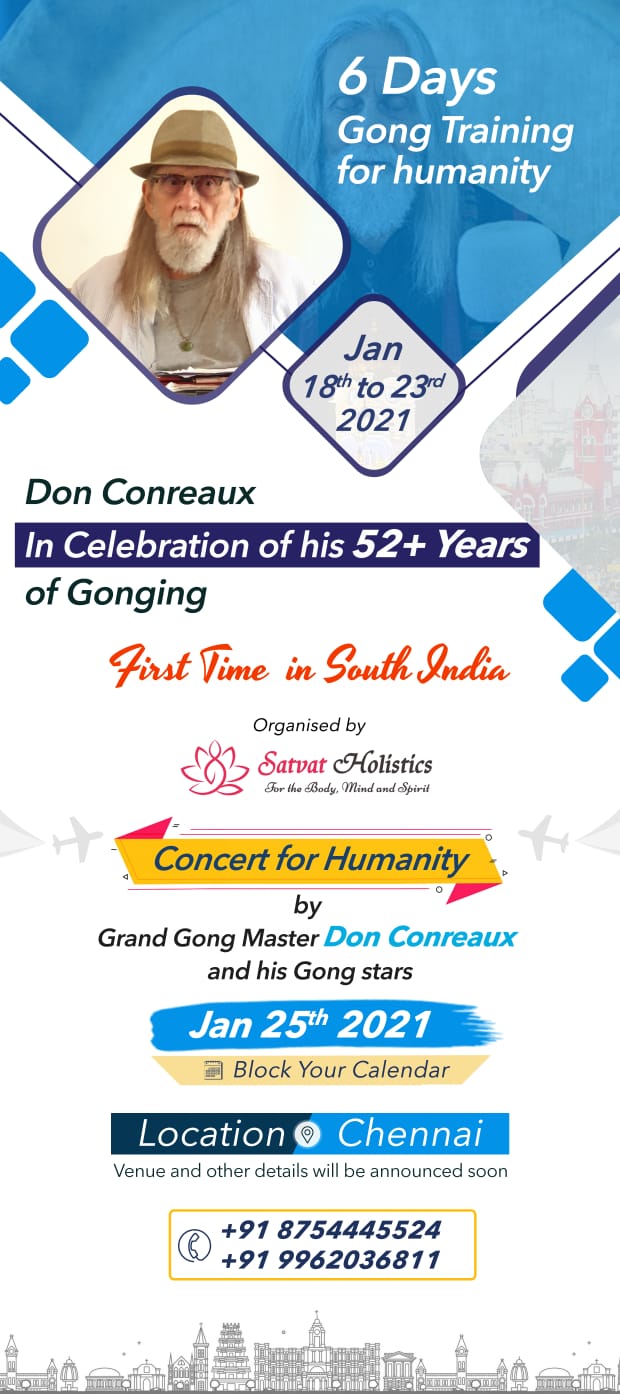 6 Days
Gong Training
for humanity
Jan
18th to 23rd
2021
Don Conreaux
In Celebration of his 52+ Years
of Gonging
First Time in South India
Organised by
Satvat Holistics
For the Body, Mind and Spirit
Concert for Humanity
by
Grand Gong Master Don Conreaux
and his Gong stars
Jan 25th 2021
Block Your Calendar
Location Chennai
Venue and other details will be announced soon
+91 8754445524
+91 9962036811